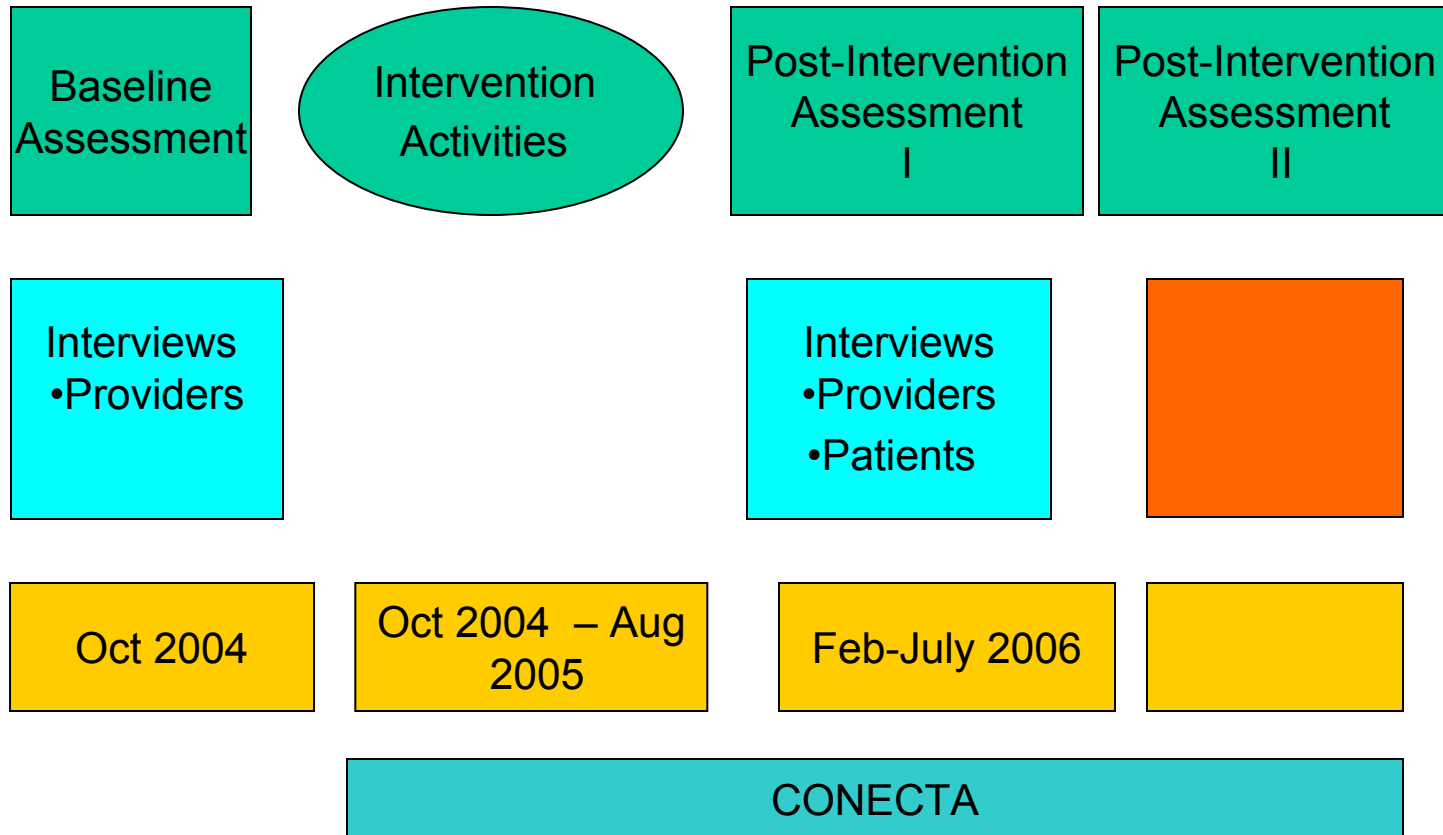 Baseline
Assessment
Intervention
Activities
Post-Intervention
Assessment
I
Post-Intervention
Assessment
II
Interviews
•Providers
Interviews
•Providers
•Patients
Oct 2004
Oct 2004 – Aug
2005
Feb-July 2006
CONECTA